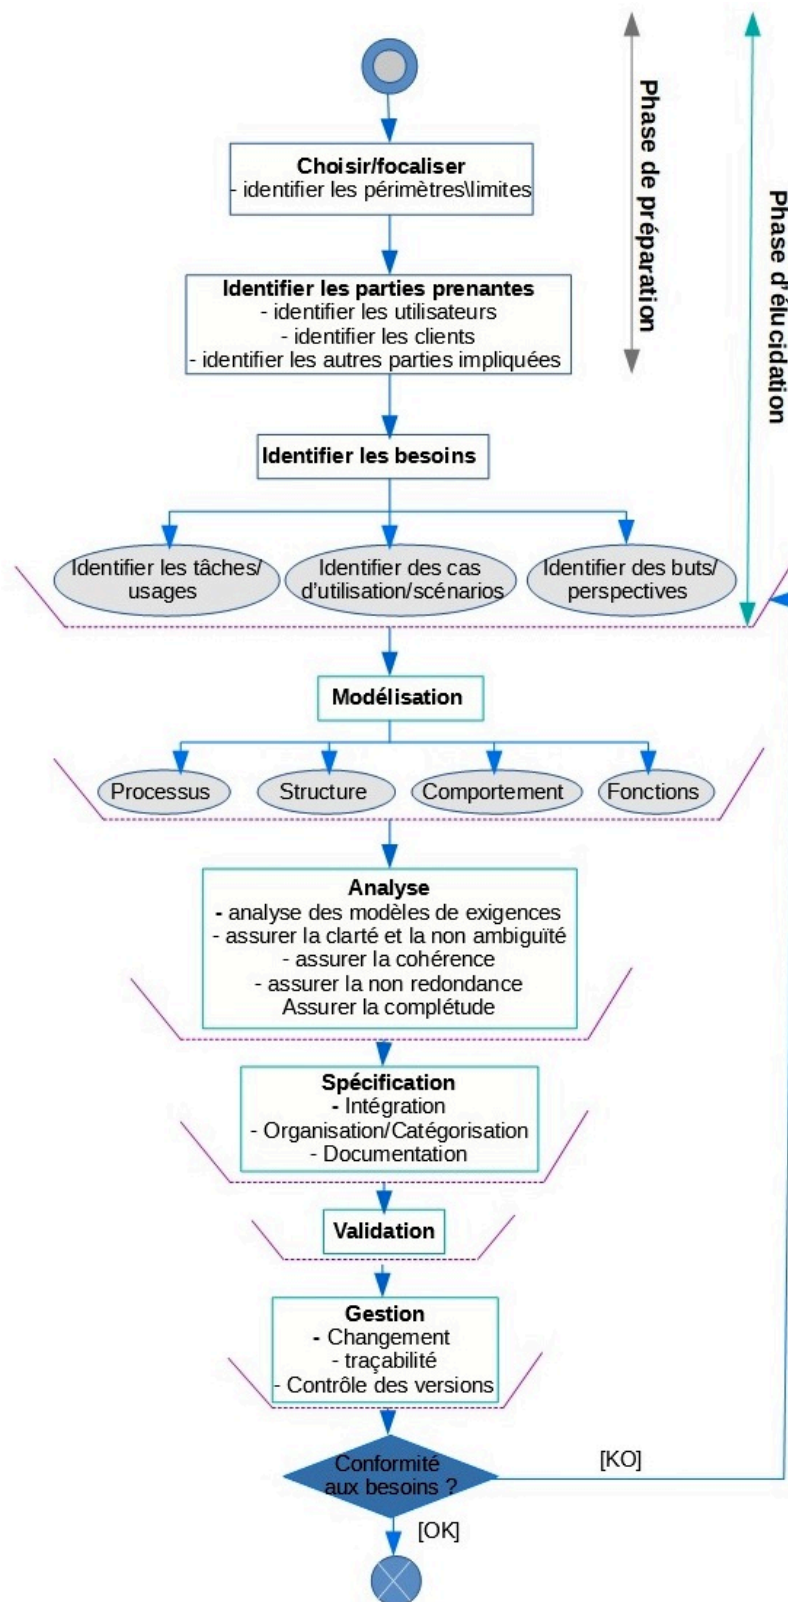 Phase de préparation
Phase d'élucidation
Choisir/focaliser
- identifier les périmètres\limites
Identifier les parties prenantes
- identifier les utilisateurs
- identifier les clients
- identifier les autres parties impliquées
Identifier les besoins
Identifier les tâches/
usages
Identifier des cas
d'utilisation/scénarios
Identifier des buts/
perspectives
Modélisation
Processus
Structure
Comportement
Fonctions
Analyse
- analyse des modèles de exigences
- assurer la clarté et la non ambiguïté
- assurer la cohérence
- assurer la non redondance
Assurer la complétude
Spécification
- Intégration
- Organisation/Catégorisation
- Documentation
Validation
Gestion
- Changement
- traçabilité
- Contrôle des versions
Conformité
aux besoins ?
[KO]
[OK]